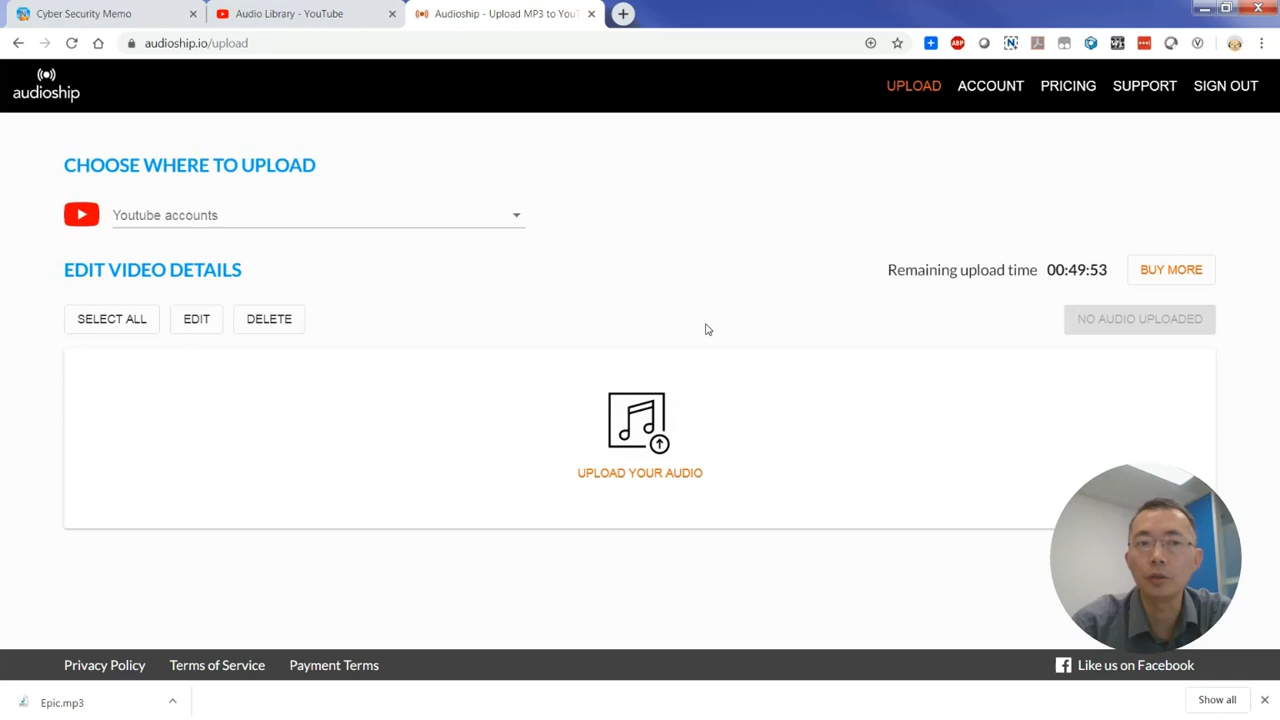 Cyber Security Memo
Audio Library - YouTube
Audioship - Upload MP3 to YouT
audioship.io/upload
ABP
audioship
UPLOAD
ACCOUNT
PRICING
SUPPORT
SIGN OUT
CHOOSE WHERE TO UPLOAD
Youtube accounts
EDIT VIDEO DETAILS
Remaining upload time 00:49:53
BUY MORE
SELECT ALL
EDIT
DELETE
NO AUDIO UPLOADED
UPLOAD YOUR AUDIO
Privacy Policy
Terms of Service
Payment Terms
Like us on Facebook
Epic.mp3
Show all